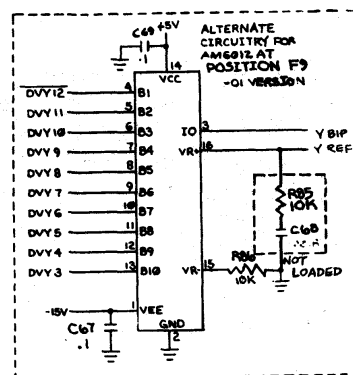 +5V
C69
.1
14
VCC
ALTERNATE
CIRCUITRY FOR
AM6012 AT
POSITION F9
-01 VERSION
DVY12 4 B1
DVY11 5 B2
DVY10 6 B3
DVY9 7 B4
DVY8 8 B5
DVY7 9 B6
DVY6 10 B7
DVY5 11 B8
DVY4 12 B9
DVY3 13 B10
IO 3 Y BIP
VR+ 16 Y REF
R85
10K
C68
NOT
LOADED
VR- 15
R86
10K
-15V 1 VEE
C67
.1
GND
2